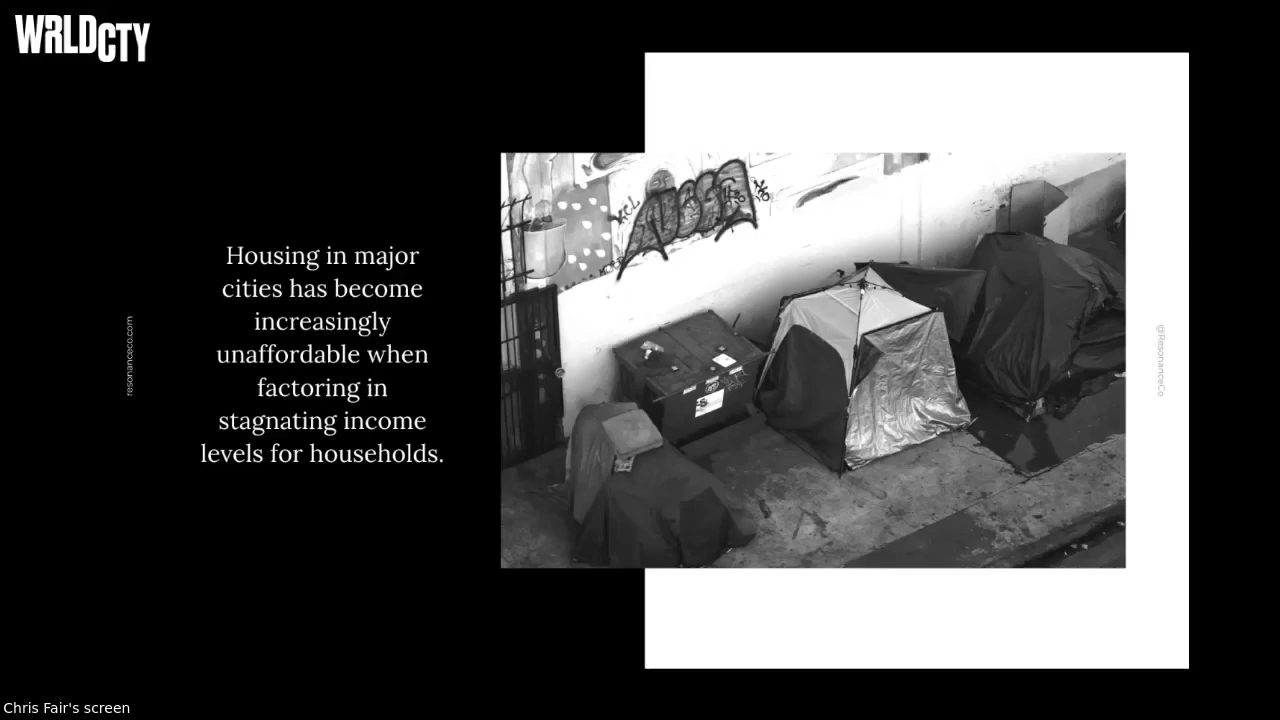 WRLDCTY
Housing in major
cities has become
increasingly
unaffordable when
factoring in
stagnating income
levels for households.
resonanceco.com
@ResonanceCo
Chris Fair's screen